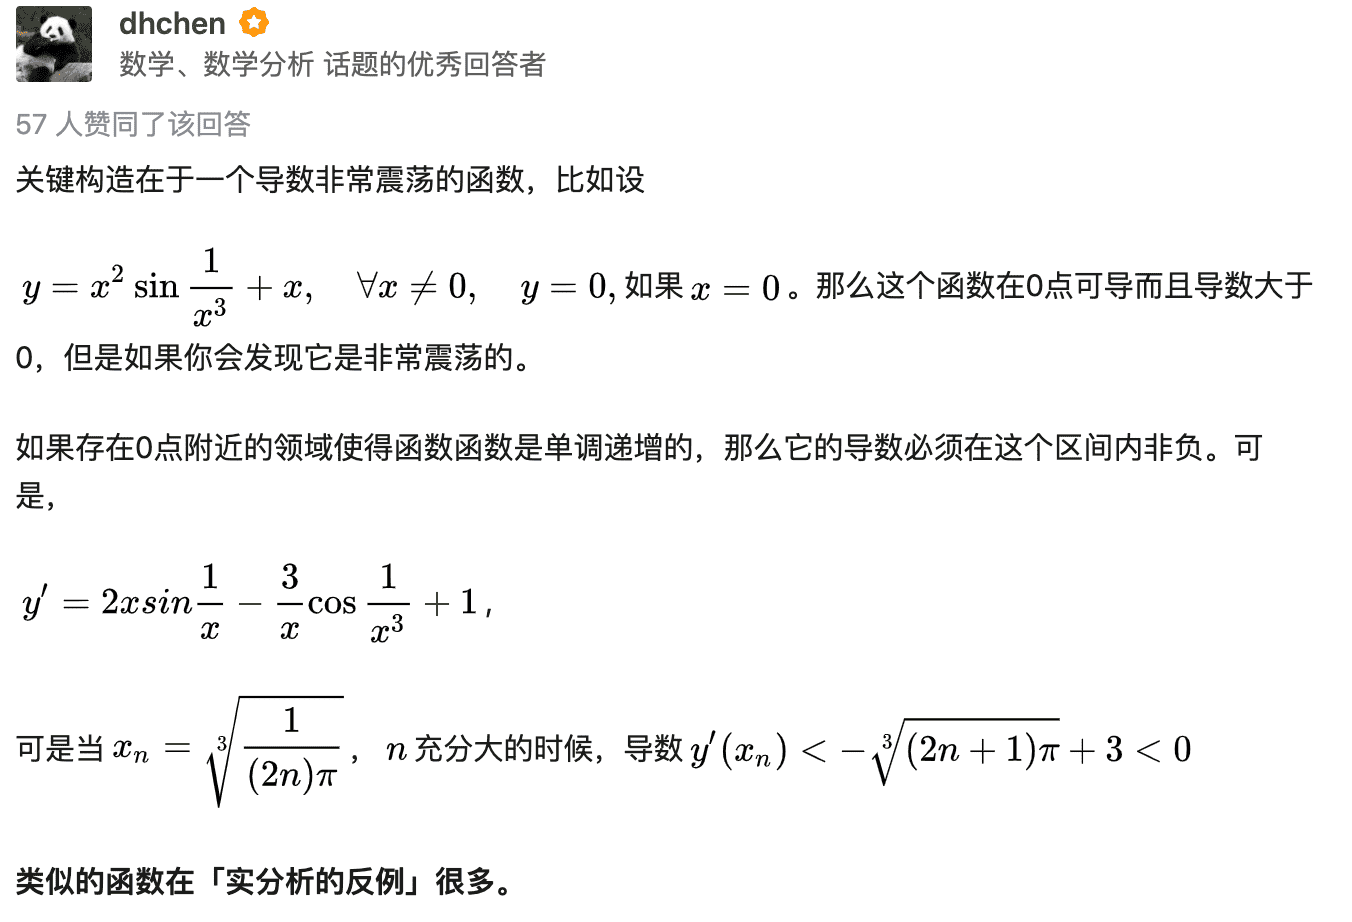 dhchen
数学、数学分析 话题的优秀回答者
57 人赞同了该回答
关键构造在于一个导数非常震荡的函数，比如设
$y = x^2 \sin \frac{1}{x^3} + x, \quad \forall x \neq 0, \quad y = 0,$ 如果 $x = 0$ 。那么这个函数在0点可导而且导数大于
0，但是如果你会发现它是非常震荡的。
如果存在0点附近的领域使得函数函数是单调递增的，那么它的导数必须在这个区间内非负。可
是，
$y' = 2xsin\frac{1}{x} - \frac{3}{x}\cos\frac{1}{x^3} + 1$ ，
可是当 $x_n = \sqrt[3]{\frac{1}{(2n)\pi}}$ ， $n$ 充分大的时候，导数 $y'(x_n) < -\sqrt[3]{(2n+1)\pi} + 3 < 0$
类似的函数在「实分析的反例」很多。